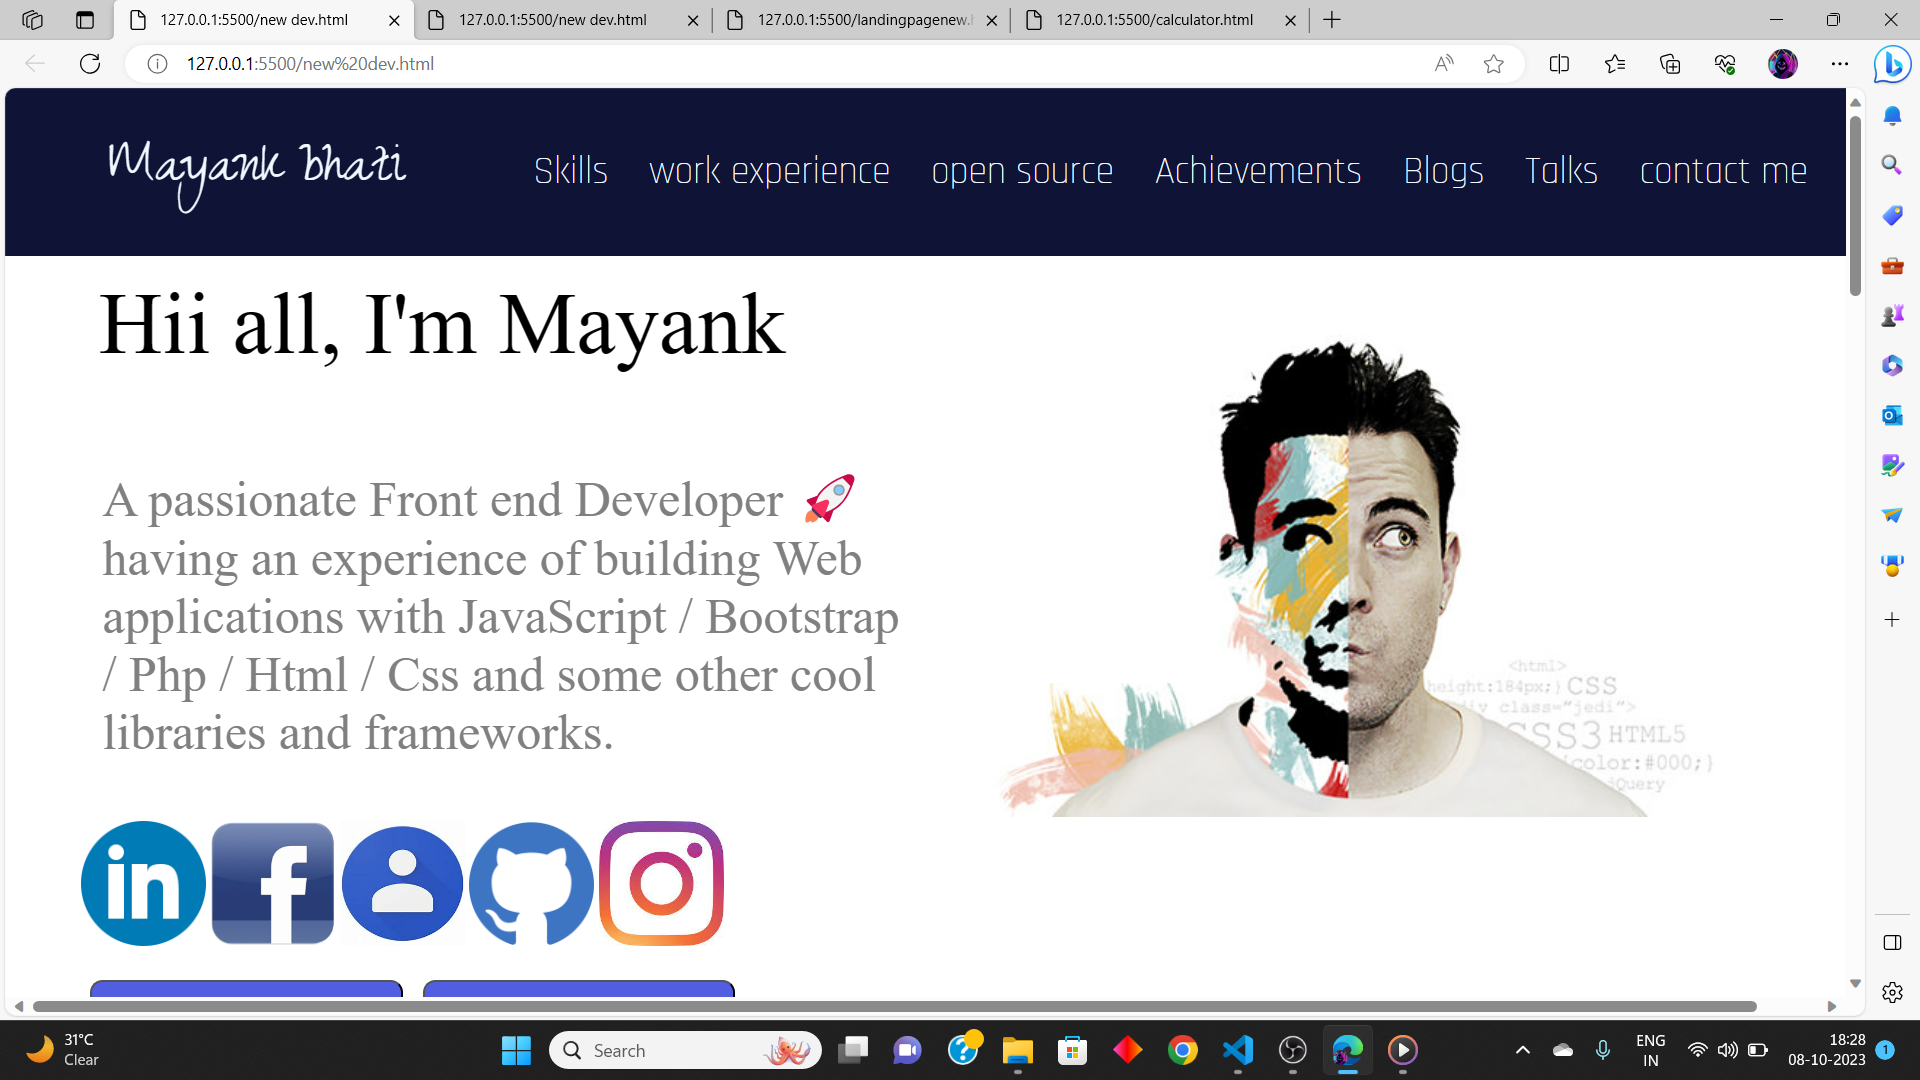 127.0.0.1:5500/new dev.html
127.0.0.1:5500/new dev.html
127.0.0.1:5500/landingpagenew.h
127.0.0.1:5500/calculator.html
127.0.0.1:5500/new%20dev.html
Mayank bhati
Skills work experience open source Achievements Blogs Talks contact me
Hii all, I'm Mayank
A passionate Front end Developer 🚀
having an experience of building Web
applications with JavaScript / Bootstrap
/ Php / Html / Css and some other cool
libraries and frameworks.
<html>
height:184px;} CSS
div class="jedi">
CSS3 HTML5
{color:#000;}
jQuery
in
f
31°C
Clear
Search
ENG
IN
18:28
08-10-2023
1